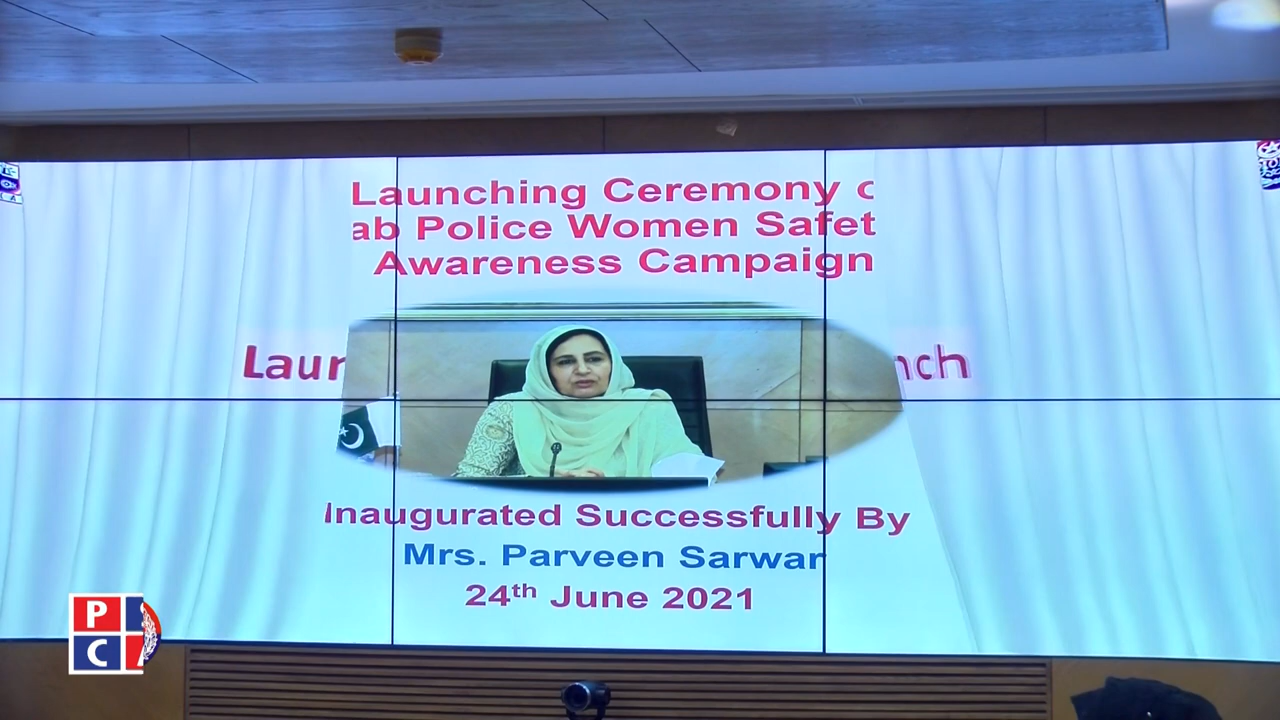 Launching Ceremony o
ab Police Women Safet
Awareness Campaign
Laun nch
Inaugurated Successfully By
Mrs. Parveen Sarwar
24th June 2021
P
C